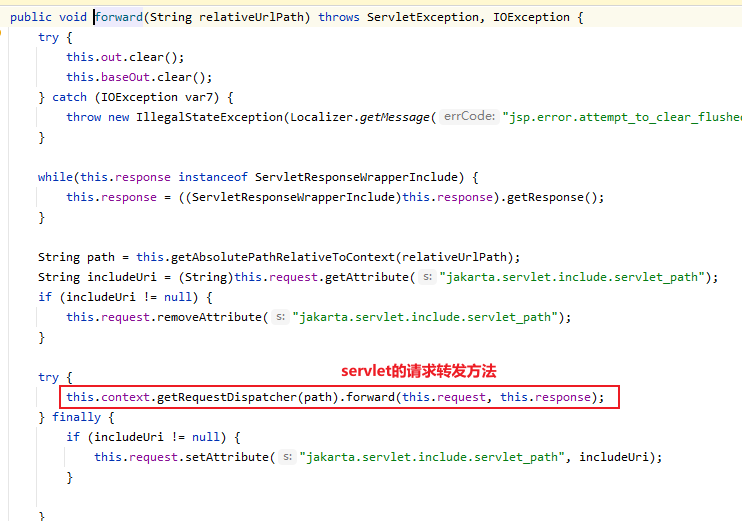 public void forward(String relativeUrlPath) throws ServletException, IOException {
try {
this.out.clear();
this.baseOut.clear();
} catch (IOException var7) {
throw new IllegalStateException(Localizer.getMessage( errCode: "jsp.error.attempt_to_clear_flushed
}
while(this.response instanceof ServletResponseWrapperInclude) {
this.response = ((ServletResponseWrapperInclude)this.response).getResponse();
}
String path = this.getAbsolutePathRelativeToContext(relativeUrlPath);
String includeUri = (String)this.request.getAttribute( s: "jakarta.servlet.include.servlet_path");
if (includeUri != null) {
this.request.removeAttribute( s: "jakarta.servlet.include.servlet_path");
}
servlet的请求转发方法
try {
this.context.getRequestDispatcher(path).forward(this.request, this.response);
} finally {
if (includeUri != null) {
this.request.setAttribute( s: "jakarta.servlet.include.servlet_path", includeUri);
}
}